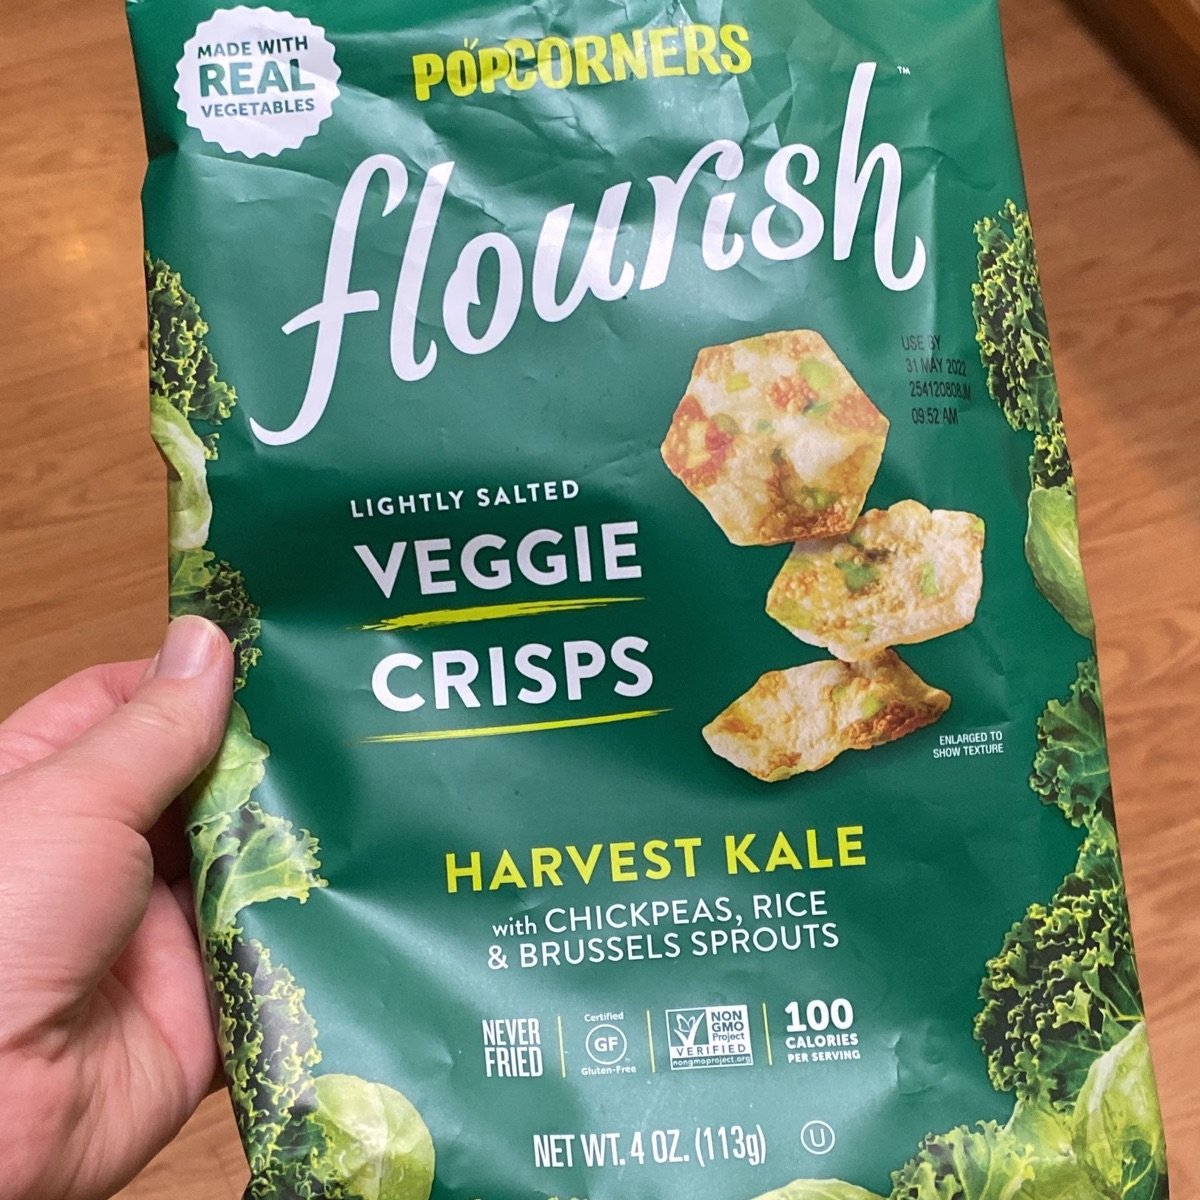 MADE WITH
REAL
VEGETABLES
POPCORNERS
flourish™
USE BY
31 MAY 2022
09:52 AM
LIGHTLY SALTED
VEGGIE
CRISPS
ENLARGED TO
SHOW TEXTURE
HARVEST KALE
with CHICKPEAS, RICE
& BRUSSELS SPROUTS
NEVER
FRIED
Certified
GF
Gluten-Free
NON
GMO
Project
VERIFIED
nongmoproject.org
100
CALORIES
PER SERVING
NET WT. 4 OZ. (113g)
U